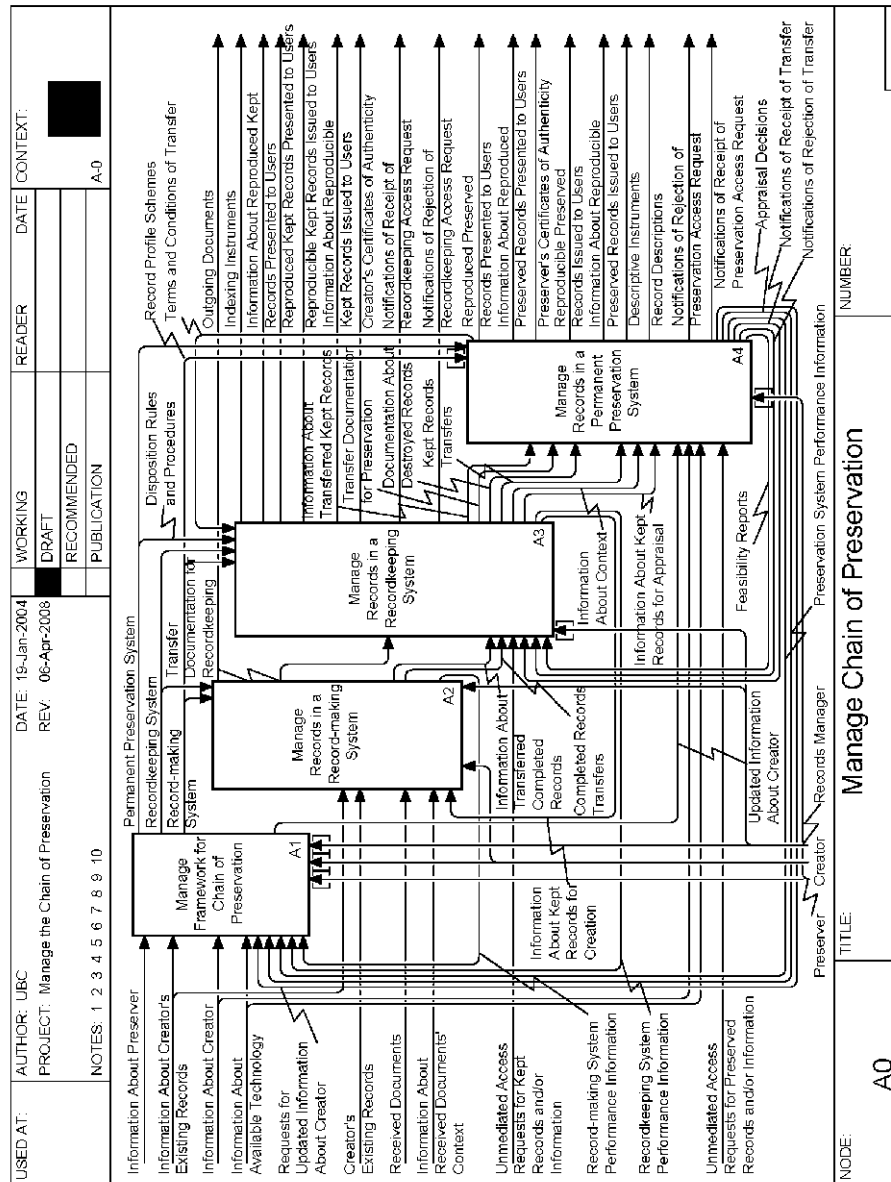 USED AT:
AUTHOR: UBC
PROJECT: Manage the Chain of Preservation
NOTES: 1 2 3 4 5 6 7 8 9 10
DATE: 19-Jan-2004
REV: 06-Apr-2008
WORKING
DRAFT
RECOMMENDED
PUBLICATION
READER
DATE
CONTEXT:
A-0
Information About Preserver
Information About Creator's
Existing Records
Information About Creator
Information About
Available Technology
Requests for
Updated Information
About Creator
Creator's
Existing Records
Received Documents
Information About
Received Documents'
Context
Unmediated Access
Requests for Kept
Records and/or
Information
Record-making System
Performance Information
Recordkeeping System
Performance Information
Unmediated Access
Requests for Preserved
Records and/or Information
Manage
Framework for
Chain of
Preservation
A1
Permanent Preservation System
Recordkeeping System
Record-making
System
Transfer
Documentation for
Recordkeeping
Disposition Rules
and Procedures
Record Profile Schemes
Terms and Conditions of Transfer
Manage
Records in a
Record-making
System
A2
Information About
Transferred
Completed
Records
Completed Records
Transfers
Information
About Kept
Records for
Creation
Manage
Records in a
Recordkeeping
System
A3
Information About
Transferred Kept Records
Transfer Documentation
for Preservation
Documentation About
Destroyed Records
Kept Records
Transfers
Information
About Context
Information About Kept
Records for Appraisal
Manage
Records in a
Permanent
Preservation
System
A4
Outgoing Documents
Indexing Instruments
Information About Reproduced Kept
Records Presented to Users
Reproduced Kept Records Presented to Users
Reproducible Kept Records Issued to Users
Information About Reproducible
Kept Records Issued to Users
Creator's Certificates of Authenticity
Notifications of Receipt of
Recordkeeping Access Request
Notifications of Rejection of
Recordkeeping Access Request
Reproduced Preserved
Records Presented to Users
Information About Reproduced
Preserved Records Presented to Users
Preserver's Certificates of Authenticity
Reproducible Preserved
Records Issued to Users
Information About Reproducible
Preserved Records Issued to Users
Descriptive Instruments
Record Descriptions
Notifications of Rejection of
Preservation Access Request
Notifications of Receipt of
Preservation Access Request
Appraisal Decisions
Notifications of Receipt of Transfer
Notifications of Rejection of Transfer
Feasibility Reports
Updated Information
About Creator
Preservation System Performance Information
Preserver
Creator
Records Manager
NODE:
A0
TITLE:
Manage Chain of Preservation
NUMBER: